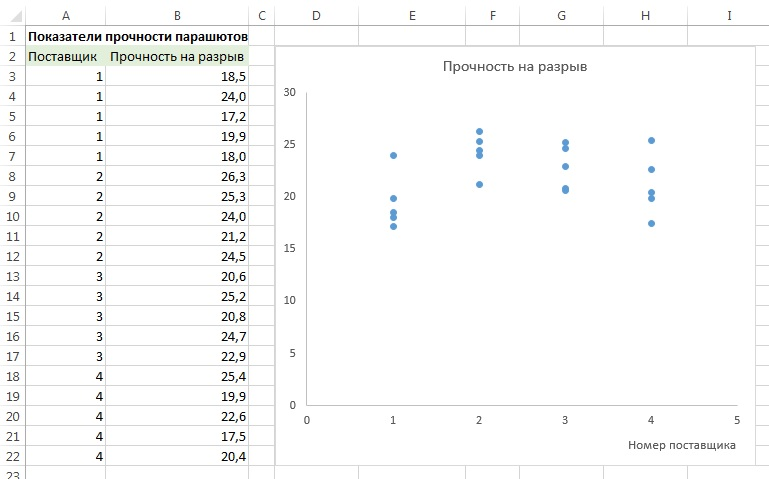 A B C D E F G H I
1 Показатели прочности парашютов
2 Поставщик Прочность на разрыв
3 1 18,5
4 1 24,0
5 1 17,2
6 1 19,9
7 1 18,0
8 2 26,3
9 2 25,3
10 2 24,0
11 2 21,2
12 2 24,5
13 3 20,6
14 3 25,2
15 3 20,8
16 3 24,7
17 3 22,9
18 4 25,4
19 4 19,9
20 4 22,6
21 4 17,5
22 4 20,4
23
Прочность на разрыв
30
25
20
15
10
5
0
0 1 2 3 4 5
Номер поставщика